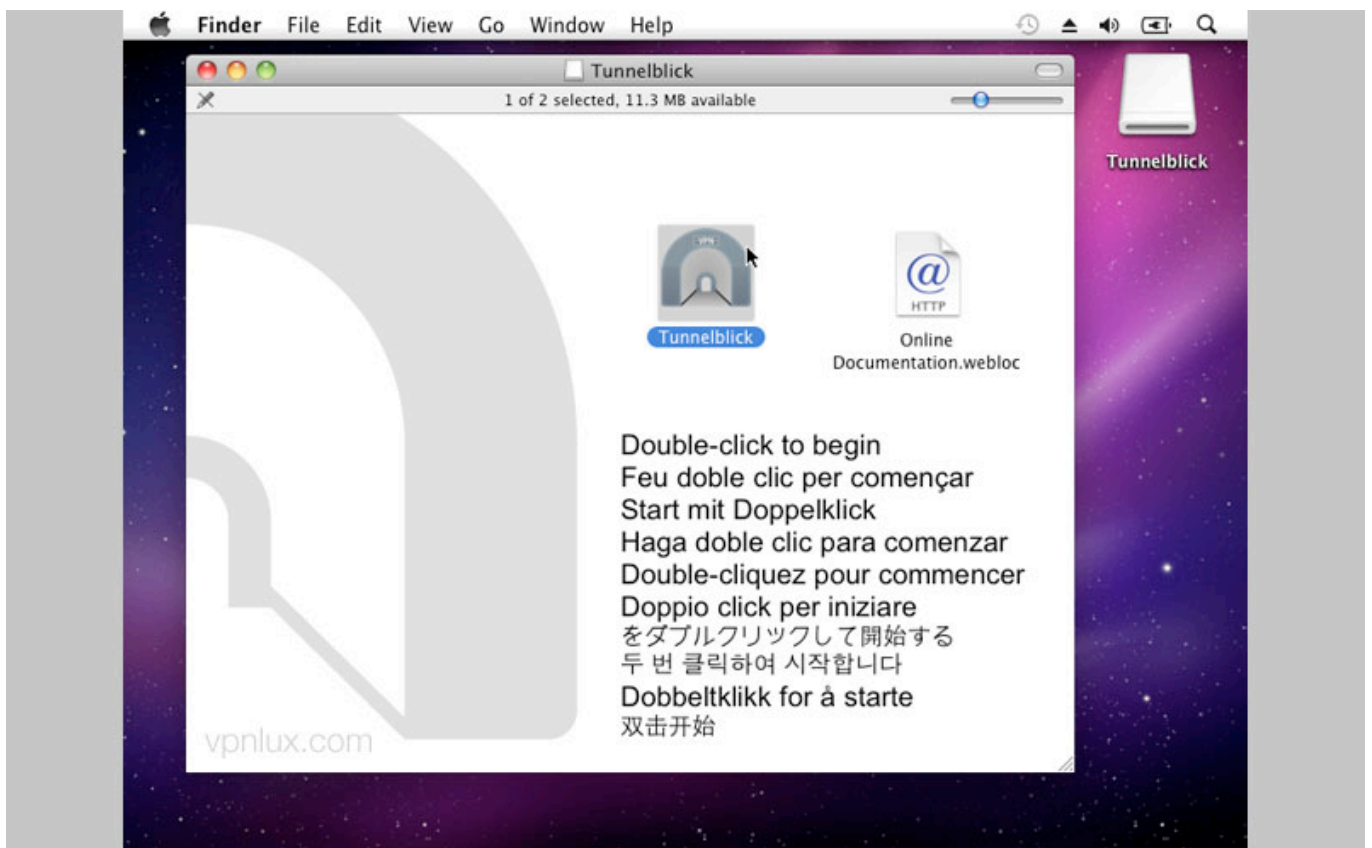 Finder File Edit View Go Window Help
Tunnelblick
1 of 2 selected, 11.3 MB available
Tunnelblick
VPN
Tunnelblick
@
HTTP
Online
Documentation.webloc
Double-click to begin
Feu doble clic per començar
Start mit Doppelklick
Haga doble clic para comenzar
Double-cliquez pour commencer
Doppio click per iniziare
をダブルクリックして開始する
두 번 클릭하여 시작합니다
Dobbeltklikk for å starte
双击开始
vpnlux.com